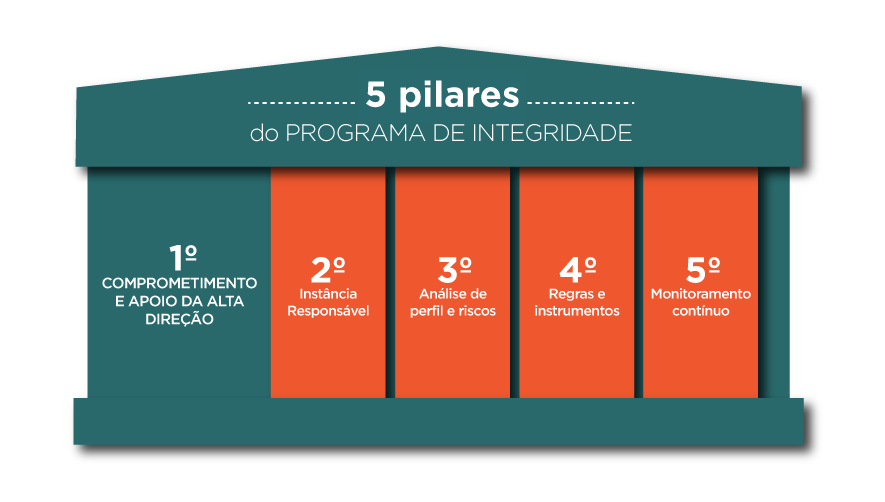 5 pilares
do PROGRAMA DE INTEGRIDADE
1º
COMPROMETIMENTO
E APOIO DA ALTA
DIREÇÃO
2º
Instância
Responsável
3º
Análise de
perfil e riscos
4º
Regras e
instrumentos
5º
Monitoramento
contínuo